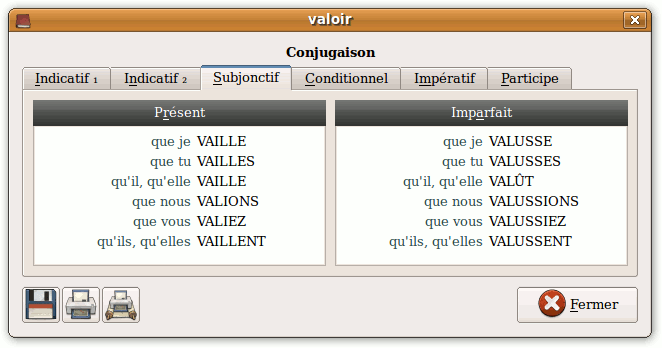 valoir
Conjugaison
Indicatif ₁ Indicatif ₂ Subjonctif Conditionnel Impératif Participe
Présent
que je VAILLE
que tu VAILLES
qu'il, qu'elle VAILLE
que nous VALIONS
que vous VALIEZ
qu'ils, qu'elles VAILLENT
Imparfait
que je VALUSSE
que tu VALUSSES
qu'il, qu'elle VALÛT
que nous VALUSSIONS
que vous VALUSSIEZ
qu'ils, qu'elles VALUSSENT
Fermer